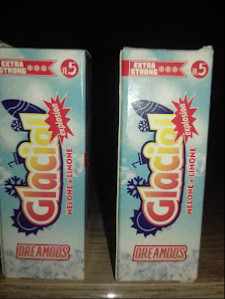 EXTRA
STRONG
n.5
Glacial
explosion
MELONE + LIMONE
DREAMODS
EXTRA
STRONG
n.5
Glacial
explosion
MELONE + LIMONE
DREAMODS